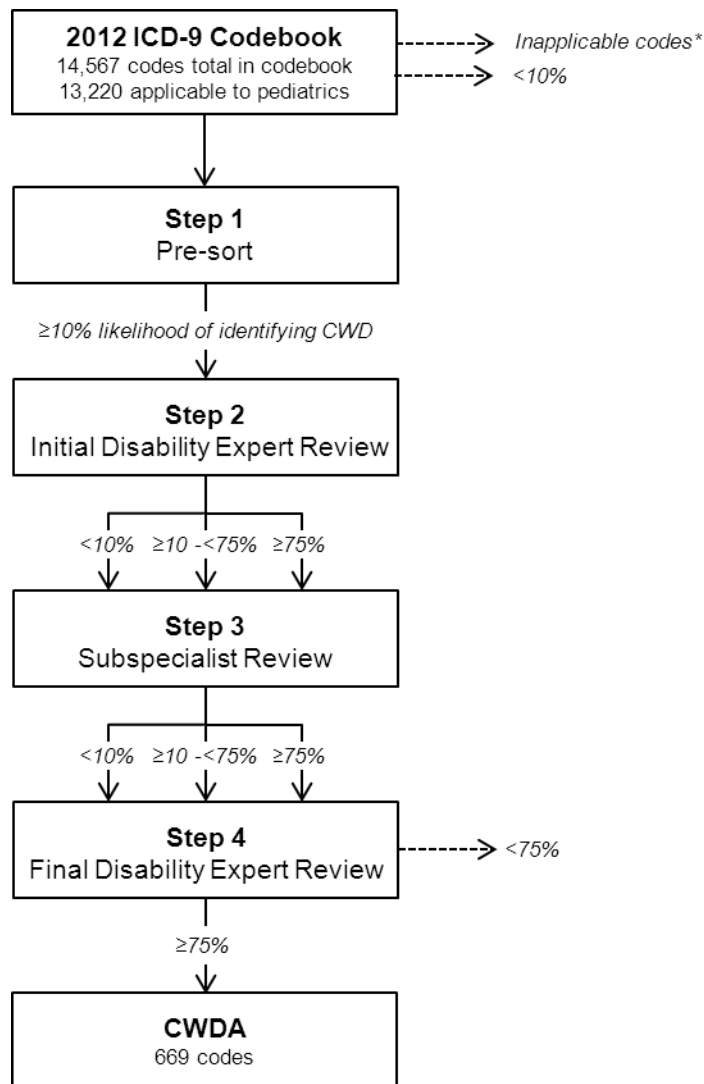 2012 ICD-9 Codebook
14,567 codes total in codebook
13,220 applicable to pediatrics
Inapplicable codes*
<10%
Step 1
Pre-sort
≥10% likelihood of identifying CWD
Step 2
Initial Disability Expert Review
<10% ≥10 -<75% ≥75%
Step 3
Subspecialist Review
<10% ≥10 -<75% ≥75%
Step 4
Final Disability Expert Review
<75%
≥75%
CWDA
669 codes